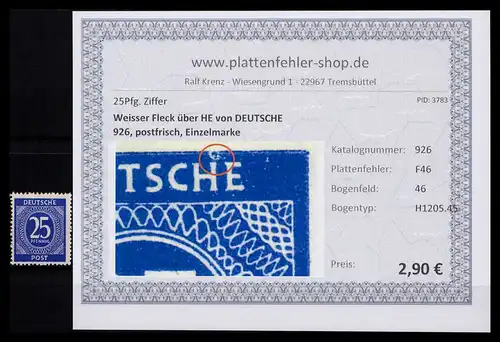 www.plattenfehler-shop.de
Ralf Krenz - Wiesengrund 1 - 22967 Tremsbüttel
25Pfg. Ziffer
PID: 3783
Weisser Fleck über HE von DEUTSCHE
926, postfrisch, Einzelmarke
Katalognummer: 926
Plattenfehler: F46
Bogenfeld: 46
Bogentyp: H1205.45
Preis: 2,90 €
TSCHE
DEUTSCHE
25
PFENNIG
POST